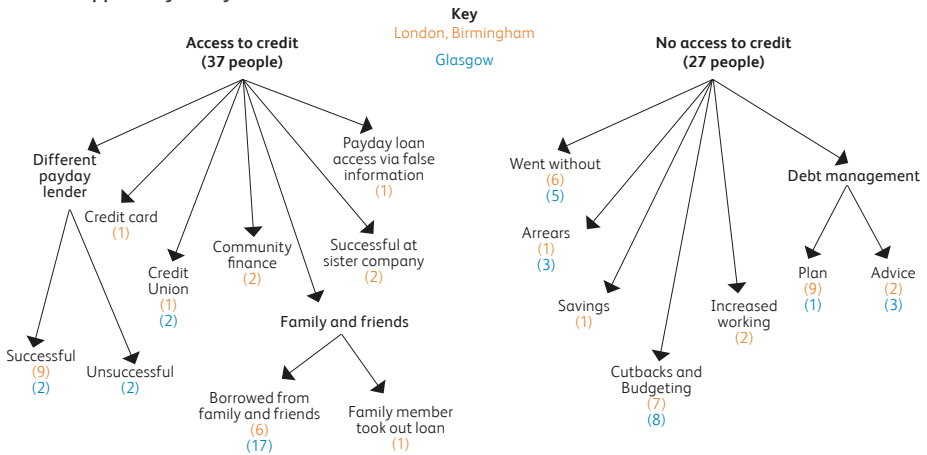 Key
London, Birmingham
Glasgow
Access to credit
(37 people)
Different
payday
lender
Successful
(9)
(2)
Unsuccessful
(2)
Credit card
(1)
Credit
Union
(1)
(2)
Community
finance
(2)
Family and friends
Borrowed from
family and friends
(6)
(17)
Family member
took out loan
(1)
Successful at
sister company
(2)
Payday loan
access via false
information
(1)
No access to credit
(27 people)
Went without
(6)
(5)
Arrears
(1)
(3)
Savings
(1)
Cutbacks and
Budgeting
(7)
(8)
Increased
working
(2)
Debt management
Plan
(9)
(1)
Advice
(2)
(3)